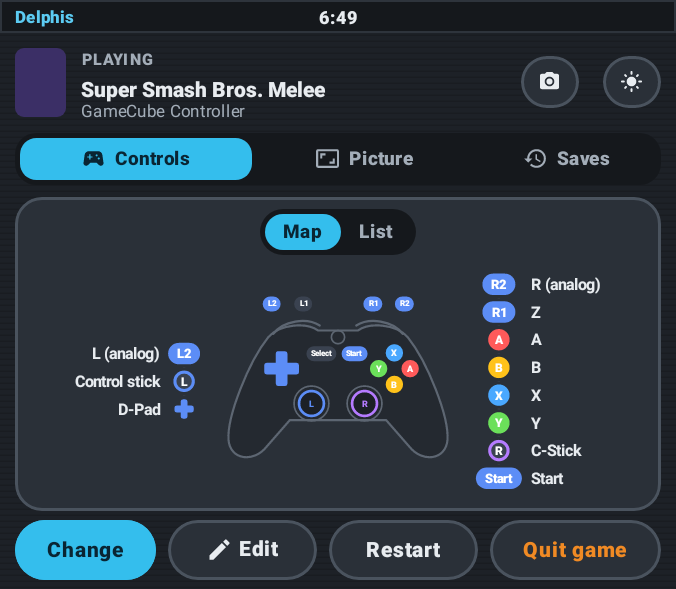 Delphis
6:49
PLAYING
Super Smash Bros. Melee
GameCube Controller
Controls
Picture
Saves
Map
List
L (analog) L2
Control stick L
D-Pad
L2 L1 R1 R2
Select Start X
Y A
B
L R
R2 R (analog)
R1 Z
A A
B B
X X
Y Y
R C-Stick
Start Start
Change
Edit
Restart
Quit game